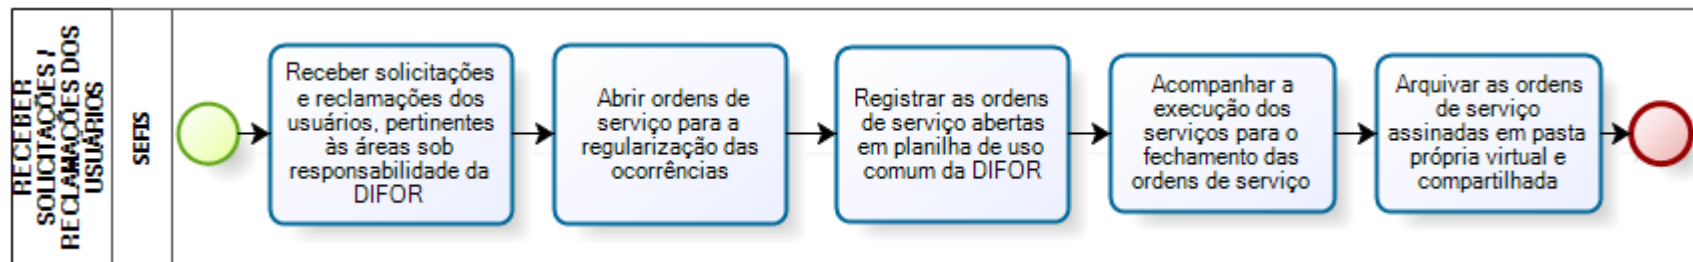 RECEBER
SOLICITAÇÕES /
RECLAMAÇÕES DOS
USUÁRIOS
SEFIS
Receber solicitações
e reclamações dos
usuários, pertinentes
às áreas sob
responsabilidade da
DIFOR
Abrir ordens de
serviço para a
regularização das
ocorrências
Registrar as ordens
de serviço abertas
em planilha de uso
comum da DIFOR
Acompanhar a
execução dos
serviços para o
fechamento das
ordens de serviço
Arquivar as ordens
de serviço
assinadas em pasta
própria virtual e
compartilhada